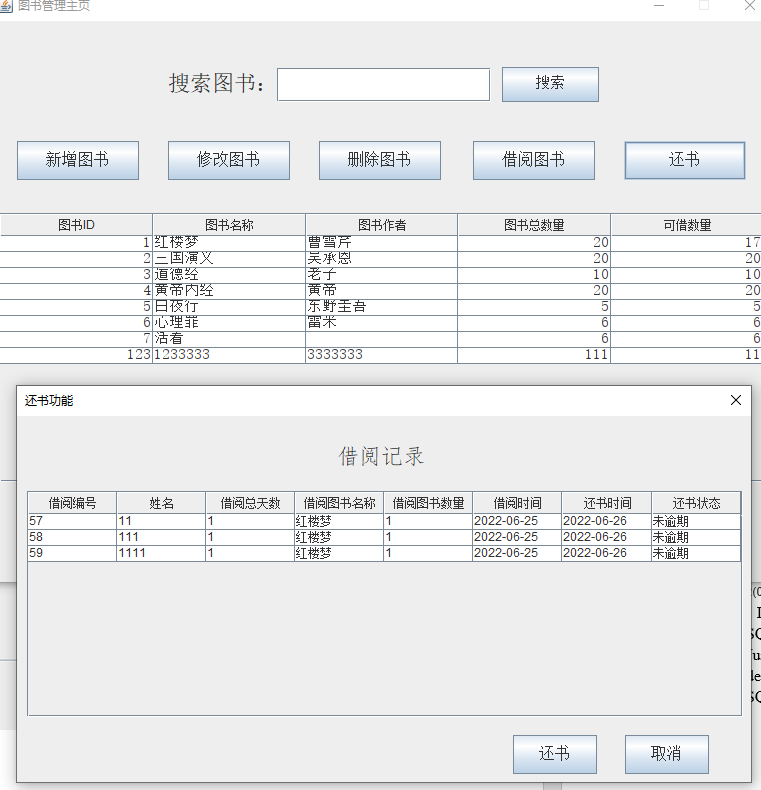 图书管理主页
搜索图书： 搜索
新增图书 修改图书 删除图书 借阅图书 还书
图书ID 图书名称 图书作者 图书总数量 可借数量
1 红楼梦 曹雪芹 20 17
2 三国演义 吴承恩 20 20
3 道德经 老子 10 10
4 黄帝内经 黄帝 20 20
5 白夜行 东野圭吾 5 5
6 心理罪 雷米 6 6
7 活着 6 6
123 1233333 3333333 111 11
还书功能
借阅记录
借阅编号 姓名 借阅总天数 借阅图书名称 借阅图书数量 借阅时间 还书时间 还书状态
57 11 1 红楼梦 1 2022-06-25 2022-06-26 未逾期
58 111 1 红楼梦 1 2022-06-25 2022-06-26 未逾期
59 1111 1 红楼梦 1 2022-06-25 2022-06-26 未逾期
还书 取消